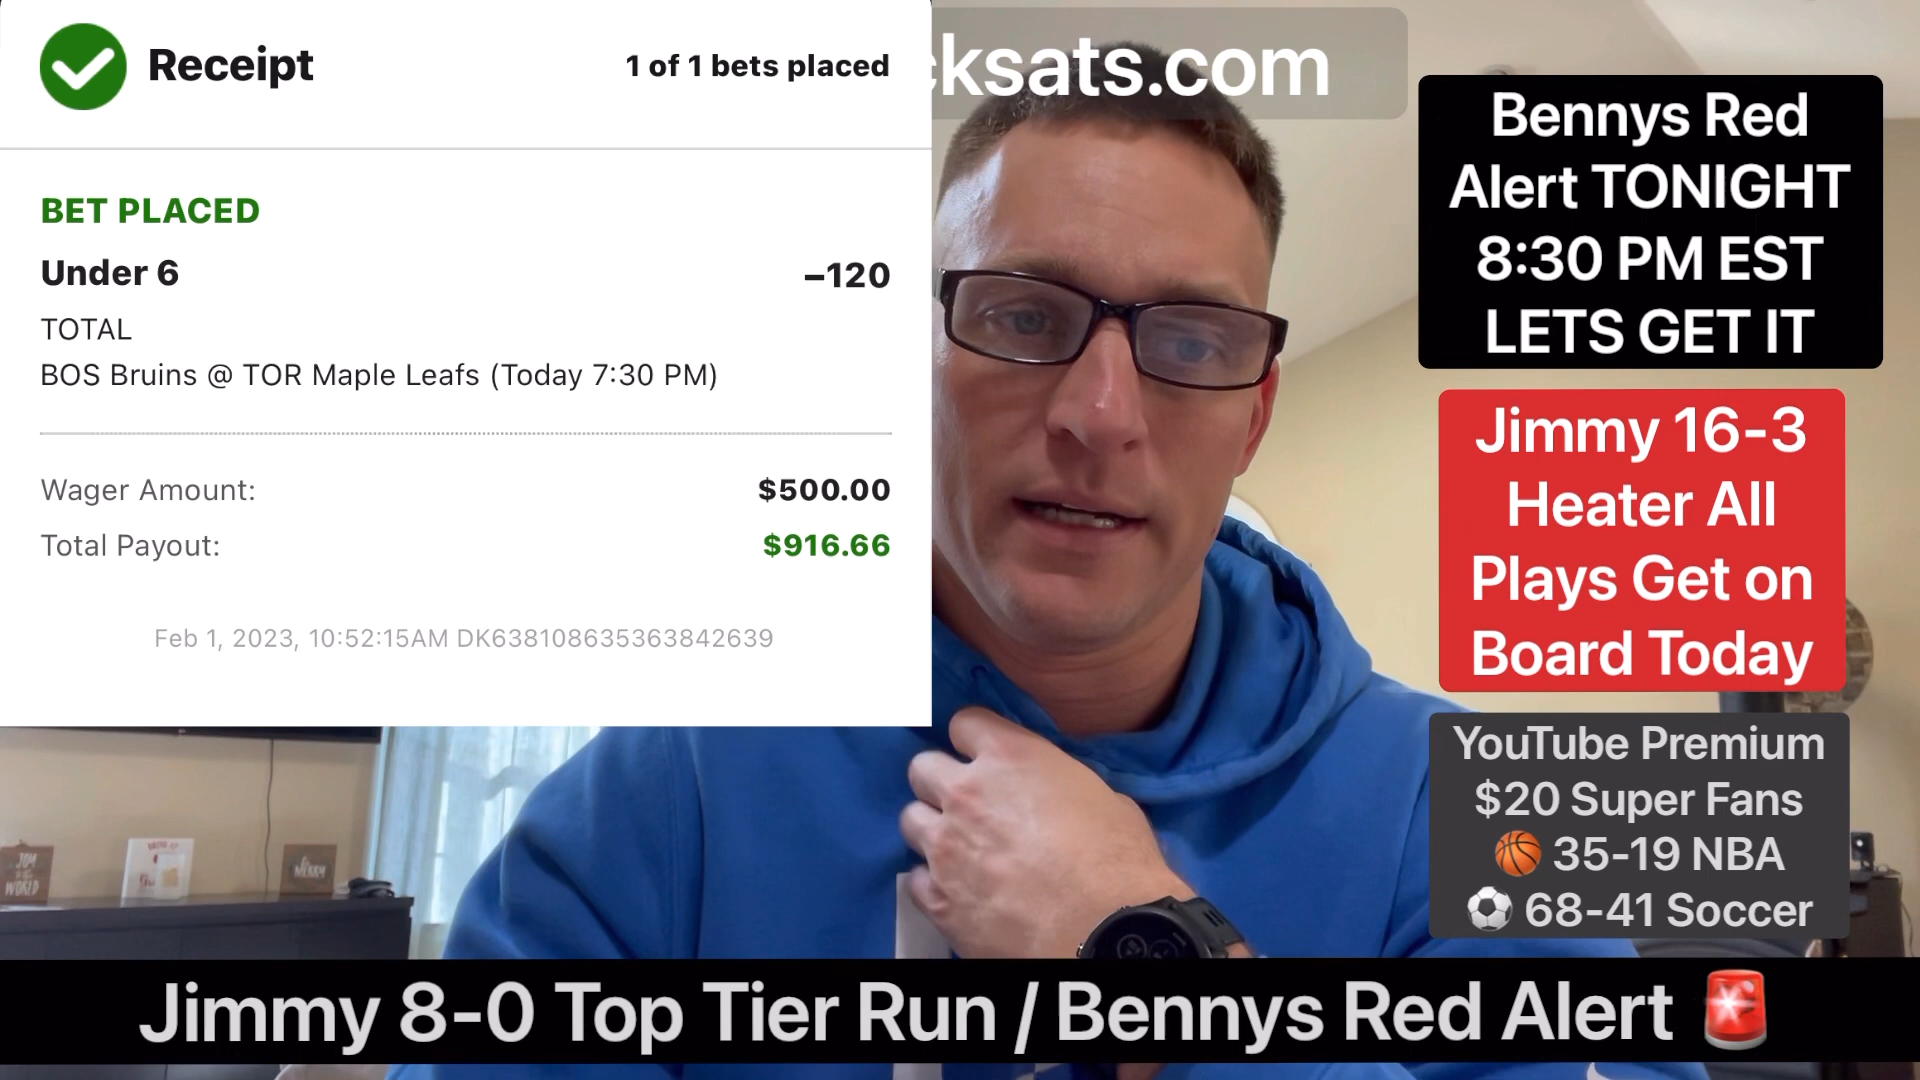 Receipt
1 of 1 bets placed
BET PLACED
Under 6
–120
TOTAL
BOS Bruins @ TOR Maple Leafs (Today 7:30 PM)
Wager Amount:
$500.00
Total Payout:
$916.66
Feb 1, 2023, 10:52:15AM DK638108635363842639
cksats.com
Bennys Red
Alert TONIGHT
8:30 PM EST
LETS GET IT
Jimmy 16-3
Heater All
Plays Get on
Board Today
YouTube Premium
$20 Super Fans
🏀 35-19 NBA
⚽ 68-41 Soccer
JOY
WORLD
MERRY
Jimmy 8-0 Top Tier Run / Bennys Red Alert 🚨